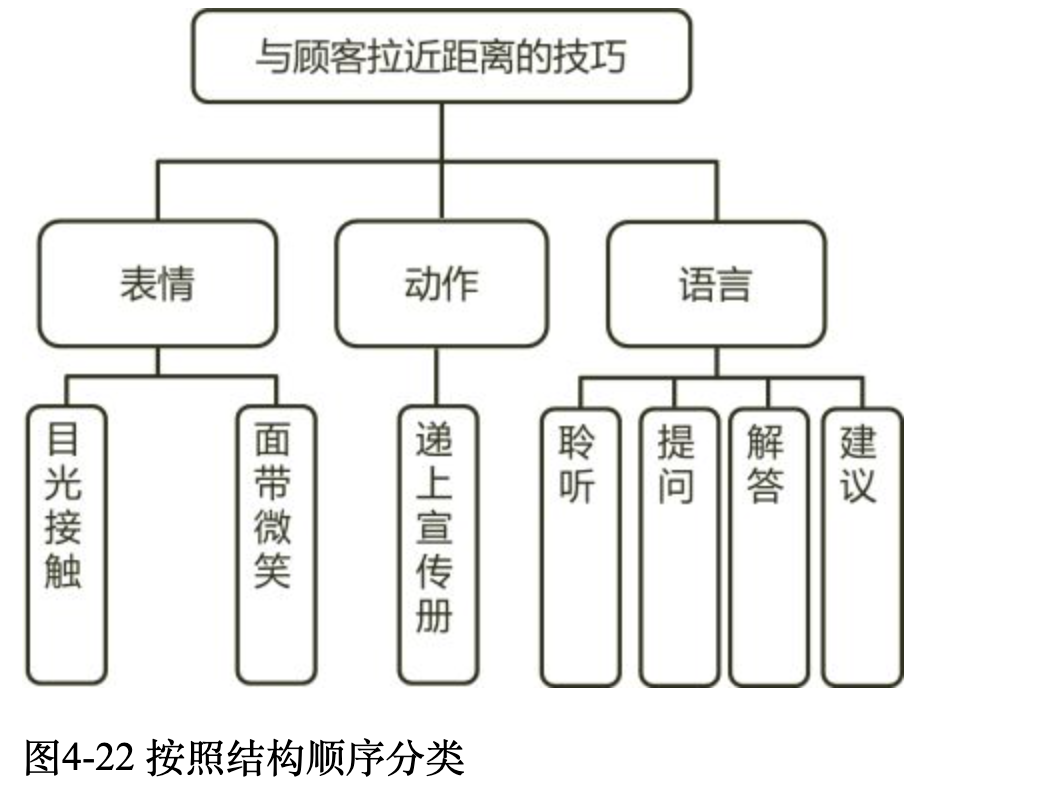 与顾客拉近距离的技巧
表情
动作
语言
目光接触
面带微笑
递上宣传册
聆听
提问
解答
建议
图4-22 按照结构顺序分类